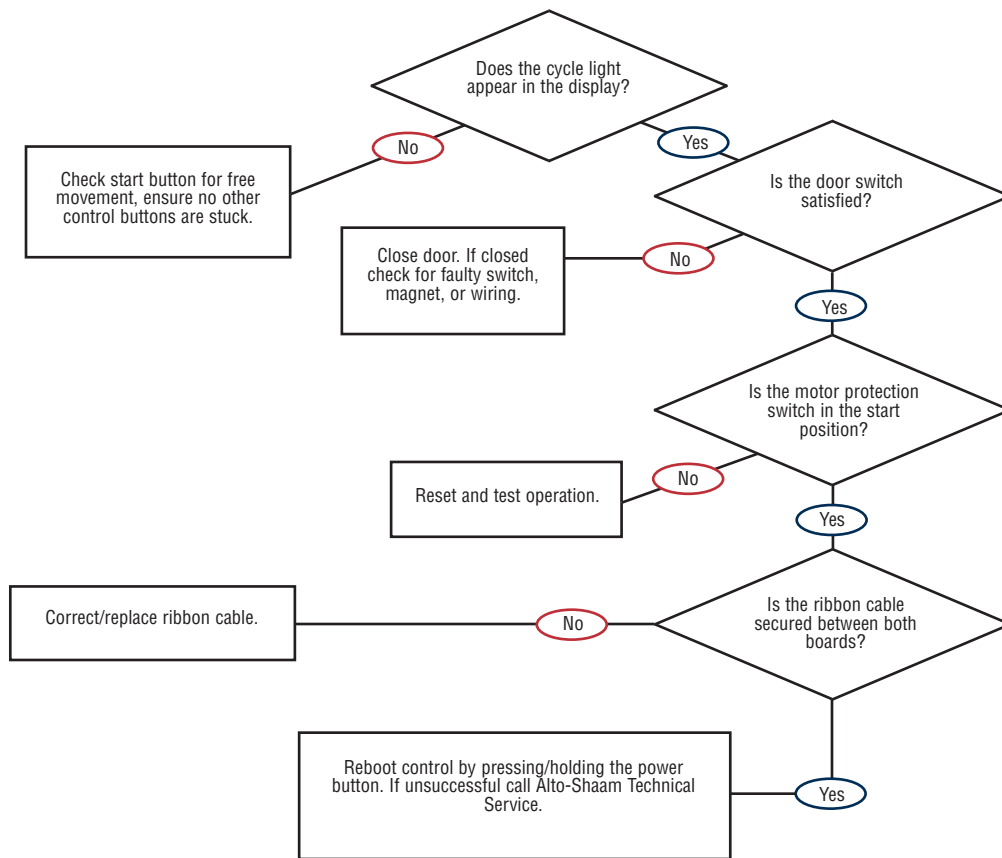 Does the cycle light
appear in the display?
No
Yes
Check start button for free
movement, ensure no other
control buttons are stuck.
Is the door switch
satisfied?
Close door. If closed
check for faulty switch,
magnet, or wiring.
No
Yes
Is the motor protection
switch in the start
position?
No
Reset and test operation.
Yes
Is the ribbon cable
secured between both
boards?
Correct/replace ribbon cable.
No
Reboot control by pressing/holding the power
button. If unsuccessful call Alto-Shaam Technical
Service.
Yes